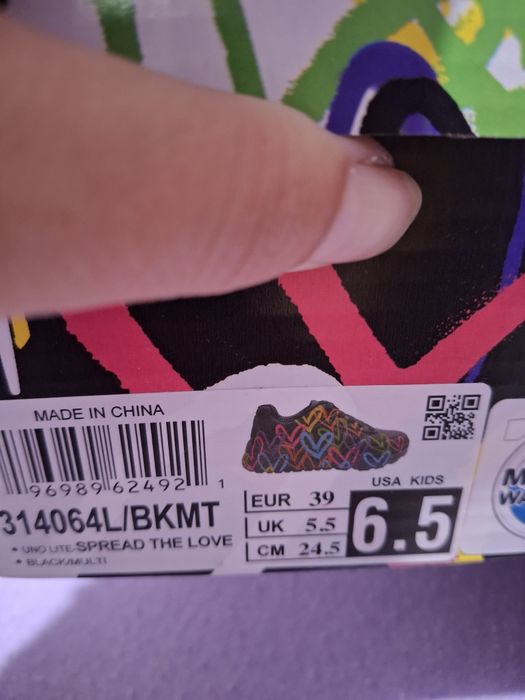 MADE IN CHINA
96989 62492 1
314064L/BKMT
• UNO LITE-SPREAD THE LOVE
• BLACK/MULTI
EUR 39
UK 5.5
CM 24.5
USA KIDS
6.5